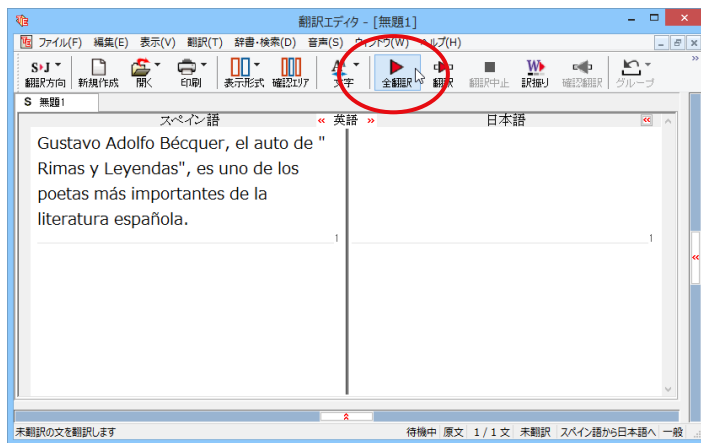 翻訳エディタ - [無題1]
ファイル(F) 編集(E) 表示(V) 翻訳(T) 辞書・検索(D) 音声(S) ウィンドウ(W) ヘルプ(H)
翻訳方向 新規作成 開く 印刷 表示形式 確認エリア 文字 全翻訳 翻訳 翻訳中止 訳振り 確認翻訳 グループ
S 無題1
スペイン語 « 英語 » 日本語 «
Gustavo Adolfo Bécquer, el auto de "
Rimas y Leyendas", es uno de los
poetas más importantes de la
literatura española.
1 1
未翻訳の文を翻訳します 待機中 原文 1 / 1 文 未翻訳 スペイン語から日本語へ 一般